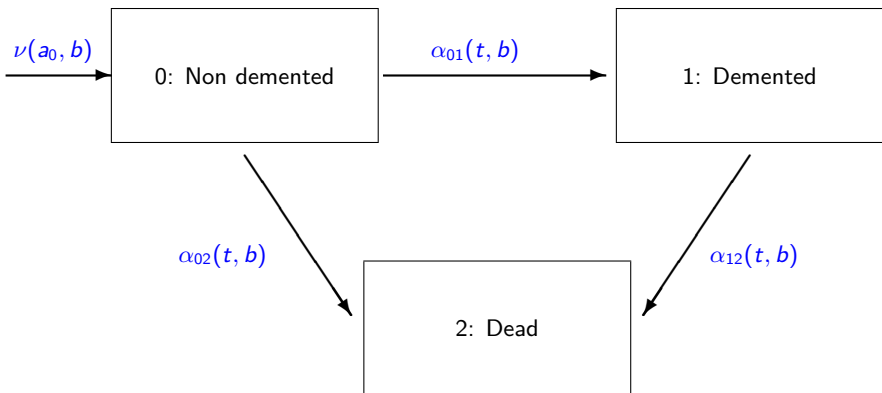 ν(a₀, b)
α₀₁(t, b)
0: Non demented
1: Demented
α₀₂(t, b)
α₁₂(t, b)
2: Dead